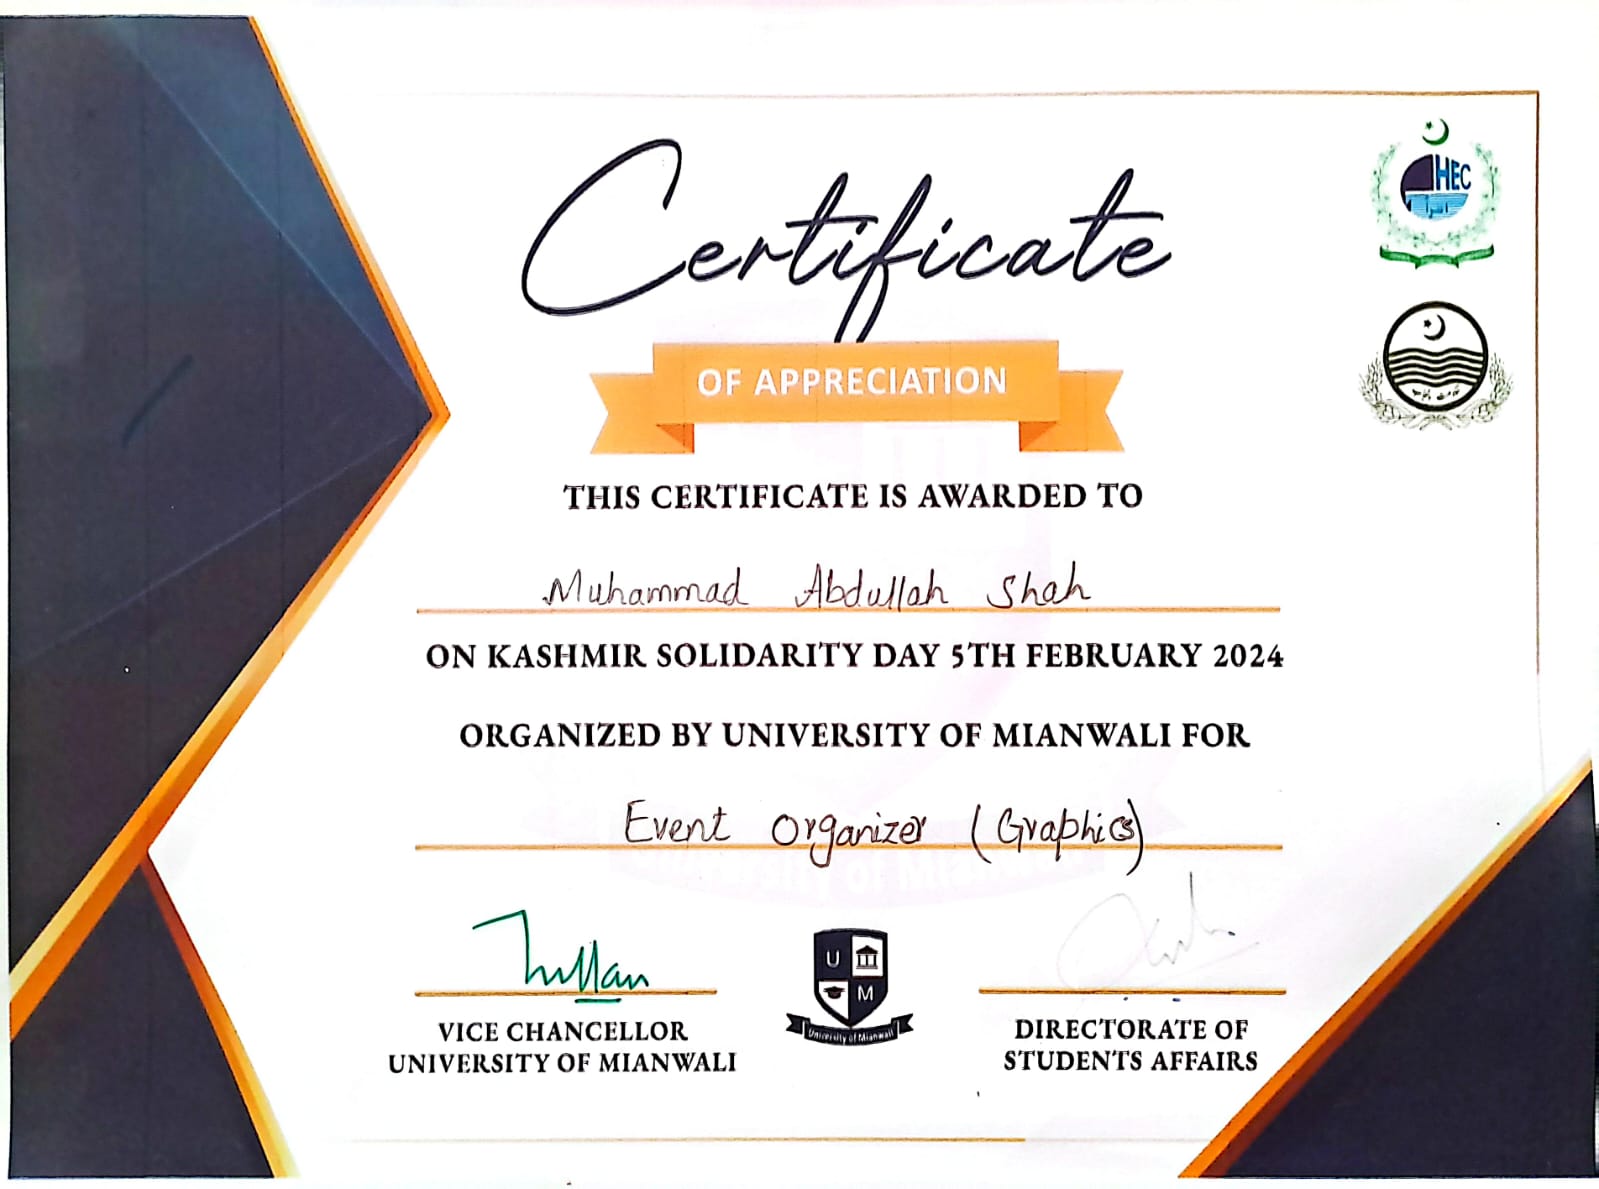 Certificate
OF APPRECIATION
THIS CERTIFICATE IS AWARDED TO
Muhammad Abdullah Shah
ON KASHMIR SOLIDARITY DAY 5TH FEBRUARY 2024
ORGANIZED BY UNIVERSITY OF MIANWALI FOR
Event Organizer (Graphics)
VICE CHANCELLOR
UNIVERSITY OF MIANWALI
U
M
University of Mianwali
DIRECTORATE OF
STUDENTS AFFAIRS
HEC